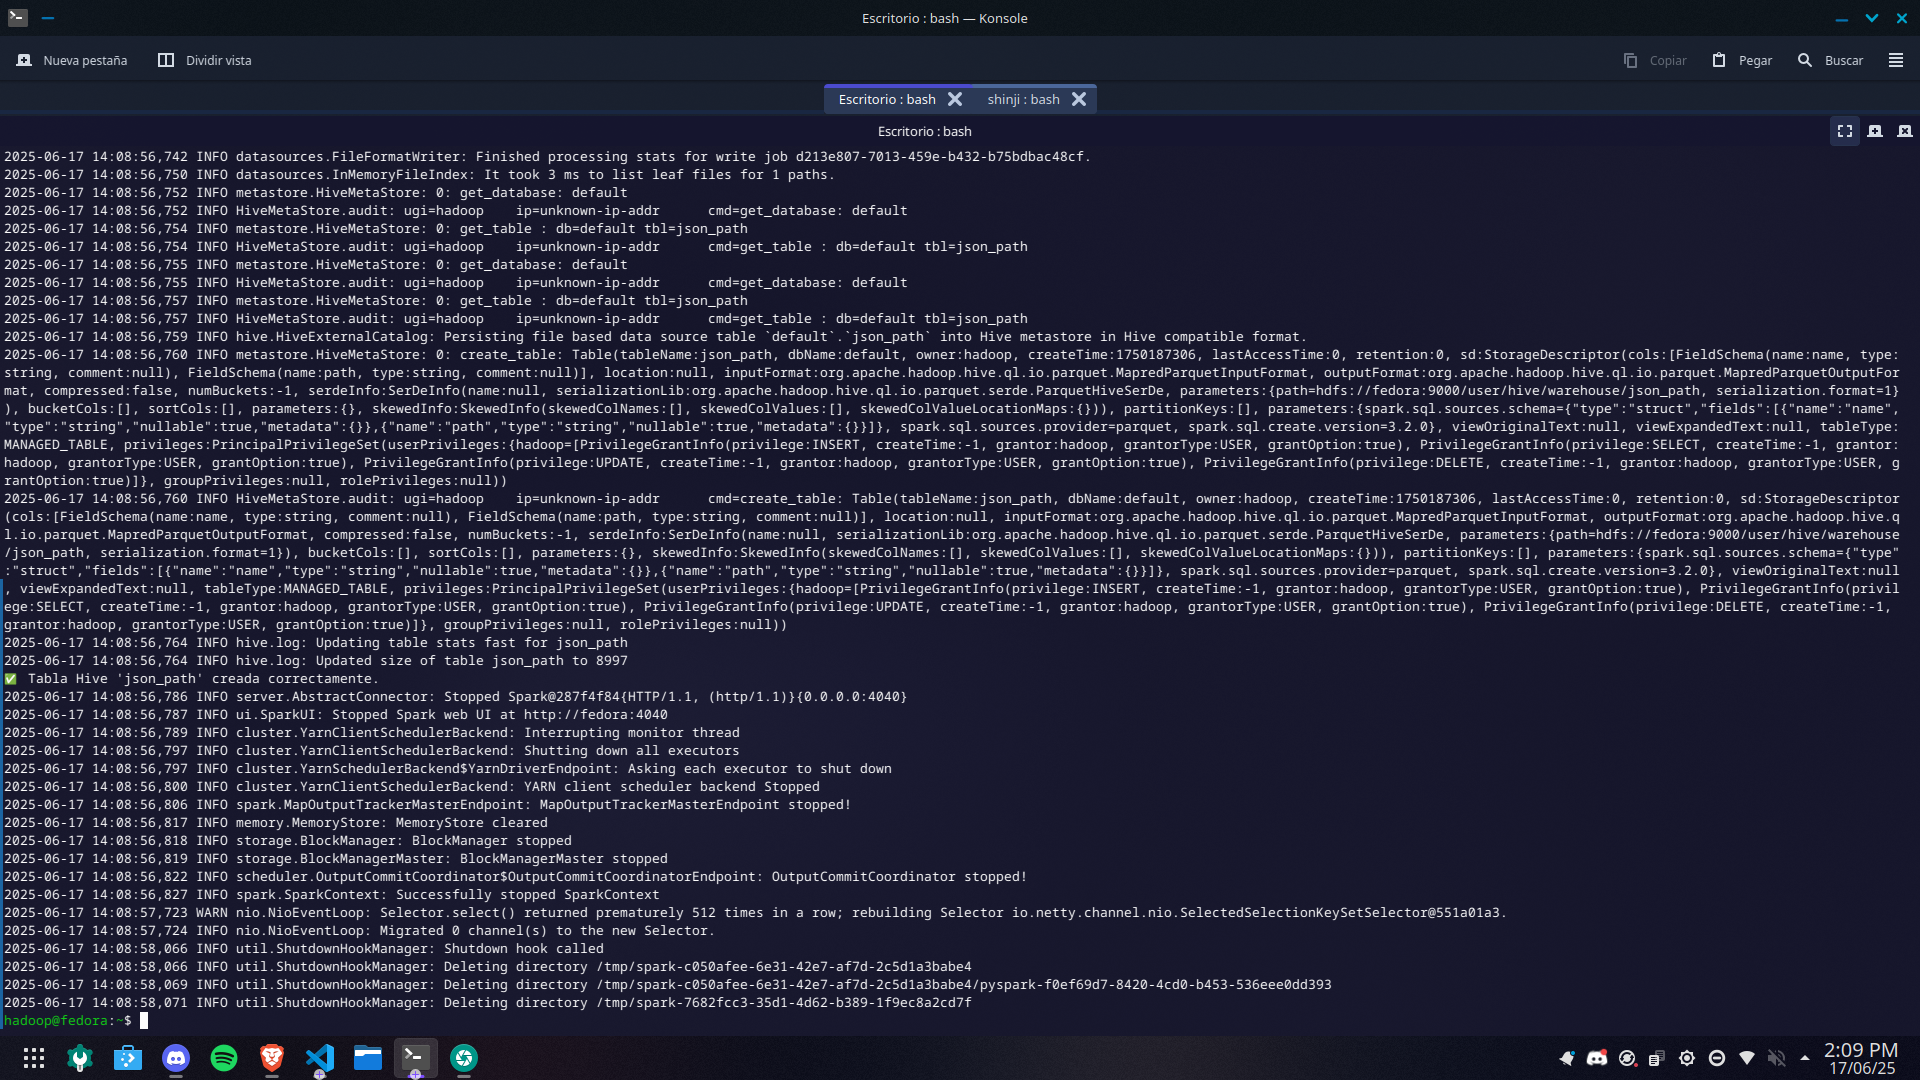 Escritorio : bash — Konsole
Nueva pestaña
Dividir vista
Copiar
Pegar
Buscar
Escritorio : bash
shinji : bash
Escritorio : bash
2025-06-17 14:08:56,742 INFO datasources.FileFormatWriter: Finished processing stats for write job d213e807-7013-459e-b432-b75bdbac48cf.
2025-06-17 14:08:56,750 INFO datasources.InMemoryFileIndex: It took 3 ms to list leaf files for 1 paths.
2025-06-17 14:08:56,752 INFO metastore.HiveMetaStore: 0: get_database: default
2025-06-17 14:08:56,752 INFO HiveMetaStore.audit: ugi=hadoop    ip=unknown-ip-addr      cmd=get_database: default
2025-06-17 14:08:56,754 INFO metastore.HiveMetaStore: 0: get_table : db=default tbl=json_path
2025-06-17 14:08:56,754 INFO HiveMetaStore.audit: ugi=hadoop    ip=unknown-ip-addr      cmd=get_table : db=default tbl=json_path
2025-06-17 14:08:56,755 INFO metastore.HiveMetaStore: 0: get_database: default
2025-06-17 14:08:56,755 INFO HiveMetaStore.audit: ugi=hadoop    ip=unknown-ip-addr      cmd=get_database: default
2025-06-17 14:08:56,757 INFO metastore.HiveMetaStore: 0: get_table : db=default tbl=json_path
2025-06-17 14:08:56,757 INFO HiveMetaStore.audit: ugi=hadoop    ip=unknown-ip-addr      cmd=get_table : db=default tbl=json_path
2025-06-17 14:08:56,759 INFO hive.HiveExternalCatalog: Persisting file based data source table `default`.`json_path` into Hive metastore in Hive compatible format.
2025-06-17 14:08:56,760 INFO metastore.HiveMetaStore: 0: create_table: Table(tableName:json_path, dbName:default, owner:hadoop, createTime:1750187306, lastAccessTime:0, retention:0, sd:StorageDescriptor(cols:[FieldSchema(name:name, type:
string, comment:null), FieldSchema(name:path, type:string, comment:null)], location:null, inputFormat:org.apache.hadoop.hive.ql.io.parquet.MapredParquetInputFormat, outputFormat:org.apache.hadoop.hive.ql.io.parquet.MapredParquetOutputFor
mat, compressed:false, numBuckets:-1, serdeInfo:SerDeInfo(name:null, serializationLib:org.apache.hadoop.hive.ql.io.parquet.serde.ParquetHiveSerDe, parameters:{path=hdfs://fedora:9000/user/hive/warehouse/json_path, serialization.format=1}
), bucketCols:[], sortCols:[], parameters:{}, skewedInfo:SkewedInfo(skewedColNames:[], skewedColValues:[], skewedColValueLocationMaps:{})), partitionKeys:[], parameters:{spark.sql.sources.schema={"type":"struct","fields":[{"name":"name",
"type":"string","nullable":true,"metadata":{}},{"name":"path","type":"string","nullable":true,"metadata":{}}]}, spark.sql.sources.provider=parquet, spark.sql.create.version=3.2.0}, viewOriginalText:null, viewExpandedText:null, tableType:
MANAGED_TABLE, privileges:PrincipalPrivilegeSet(userPrivileges:{hadoop=[PrivilegeGrantInfo(privilege:INSERT, createTime:-1, grantor:hadoop, grantorType:USER, grantOption:true), PrivilegeGrantInfo(privilege:SELECT, createTime:-1, grantor:
hadoop, grantorType:USER, grantOption:true), PrivilegeGrantInfo(privilege:UPDATE, createTime:-1, grantor:hadoop, grantorType:USER, grantOption:true), PrivilegeGrantInfo(privilege:DELETE, createTime:-1, grantor:hadoop, grantorType:USER, g
rantOption:true)]}, groupPrivileges:null, rolePrivileges:null))
2025-06-17 14:08:56,760 INFO HiveMetaStore.audit: ugi=hadoop    ip=unknown-ip-addr      cmd=create_table: Table(tableName:json_path, dbName:default, owner:hadoop, createTime:1750187306, lastAccessTime:0, retention:0, sd:StorageDescriptor
(cols:[FieldSchema(name:name, type:string, comment:null), FieldSchema(name:path, type:string, comment:null)], location:null, inputFormat:org.apache.hadoop.hive.ql.io.parquet.MapredParquetInputFormat, outputFormat:org.apache.hadoop.hive.q
l.io.parquet.MapredParquetOutputFormat, compressed:false, numBuckets:-1, serdeInfo:SerDeInfo(name:null, serializationLib:org.apache.hadoop.hive.ql.io.parquet.serde.ParquetHiveSerDe, parameters:{path=hdfs://fedora:9000/user/hive/warehouse
/json_path, serialization.format=1}), bucketCols:[], sortCols:[], parameters:{}, skewedInfo:SkewedInfo(skewedColNames:[], skewedColValues:[], skewedColValueLocationMaps:{})), partitionKeys:[], parameters:{spark.sql.sources.schema={"type"
:"struct","fields":[{"name":"name","type":"string","nullable":true,"metadata":{}},{"name":"path","type":"string","nullable":true,"metadata":{}}]}, spark.sql.sources.provider=parquet, spark.sql.create.version=3.2.0}, viewOriginalText:null
, viewExpandedText:null, tableType:MANAGED_TABLE, privileges:PrincipalPrivilegeSet(userPrivileges:{hadoop=[PrivilegeGrantInfo(privilege:INSERT, createTime:-1, grantor:hadoop, grantorType:USER, grantOption:true), PrivilegeGrantInfo(privil
ege:SELECT, createTime:-1, grantor:hadoop, grantorType:USER, grantOption:true), PrivilegeGrantInfo(privilege:UPDATE, createTime:-1, grantor:hadoop, grantorType:USER, grantOption:true), PrivilegeGrantInfo(privilege:DELETE, createTime:-1, 
grantor:hadoop, grantorType:USER, grantOption:true)]}, groupPrivileges:null, rolePrivileges:null))
2025-06-17 14:08:56,764 INFO hive.log: Updating table stats fast for json_path
2025-06-17 14:08:56,764 INFO hive.log: Updated size of table json_path to 8997
✅ Tabla Hive 'json_path' creada correctamente.
2025-06-17 14:08:56,786 INFO server.AbstractConnector: Stopped Spark@287f4f84{HTTP/1.1, (http/1.1)}{0.0.0.0:4040}
2025-06-17 14:08:56,787 INFO ui.SparkUI: Stopped Spark web UI at http://fedora:4040
2025-06-17 14:08:56,789 INFO cluster.YarnClientSchedulerBackend: Interrupting monitor thread
2025-06-17 14:08:56,797 INFO cluster.YarnClientSchedulerBackend: Shutting down all executors
2025-06-17 14:08:56,797 INFO cluster.YarnSchedulerBackend$YarnDriverEndpoint: Asking each executor to shut down
2025-06-17 14:08:56,800 INFO cluster.YarnClientSchedulerBackend: YARN client scheduler backend Stopped
2025-06-17 14:08:56,806 INFO spark.MapOutputTrackerMasterEndpoint: MapOutputTrackerMasterEndpoint stopped!
2025-06-17 14:08:56,817 INFO memory.MemoryStore: MemoryStore cleared
2025-06-17 14:08:56,818 INFO storage.BlockManager: BlockManager stopped
2025-06-17 14:08:56,819 INFO storage.BlockManagerMaster: BlockManagerMaster stopped
2025-06-17 14:08:56,822 INFO scheduler.OutputCommitCoordinator$OutputCommitCoordinatorEndpoint: OutputCommitCoordinator stopped!
2025-06-17 14:08:56,827 INFO spark.SparkContext: Successfully stopped SparkContext
2025-06-17 14:08:57,723 WARN nio.NioEventLoop: Selector.select() returned prematurely 512 times in a row; rebuilding Selector io.netty.channel.nio.SelectedSelectionKeySetSelector@551a01a3.
2025-06-17 14:08:57,724 INFO nio.NioEventLoop: Migrated 0 channel(s) to the new Selector.
2025-06-17 14:08:58,066 INFO util.ShutdownHookManager: Shutdown hook called
2025-06-17 14:08:58,066 INFO util.ShutdownHookManager: Deleting directory /tmp/spark-c050afee-6e31-42e7-af7d-2c5d1a3babe4
2025-06-17 14:08:58,069 INFO util.ShutdownHookManager: Deleting directory /tmp/spark-c050afee-6e31-42e7-af7d-2c5d1a3babe4/pyspark-f0ef69d7-8420-4cd0-b453-536eee0dd393
2025-06-17 14:08:58,071 INFO util.ShutdownHookManager: Deleting directory /tmp/spark-7682fcc3-35d1-4d62-b389-1f9ec8a2cd7f
hadoop@fedora:~$
2:09 PM
17/06/25